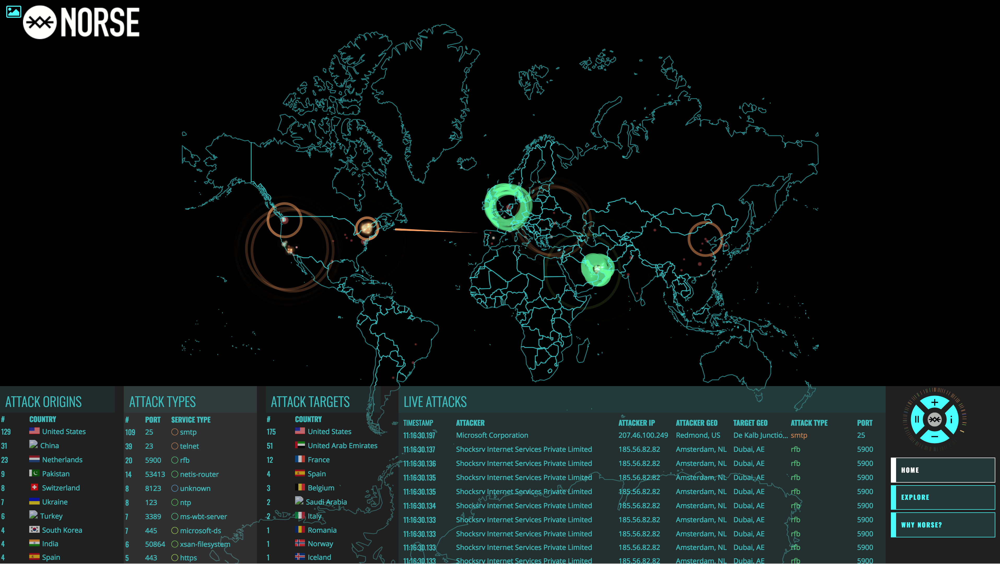 NORSE
ATTACK ORIGINS
# COUNTRY
129 United States
31 China
23 Netherlands
9 Pakistan
8 Switzerland
7 Ukraine
6 Turkey
4 South Korea
4 India
4 Spain
ATTACK TYPES
# PORT SERVICE TYPE
109 25 smtp
39 23 telnet
20 5900 rfb
14 53413 netis-router
8 8123 unknown
8 123 ntp
7 3389 ms-wbt-server
7 445 microsoft-ds
6 50864 xsan-filesystem
5 443 https
ATTACK TARGETS
# COUNTRY
175 United States
51 United Arab Emirates
12 France
4 Spain
3 Belgium
2 Saudi Arabia
2 Italy
1 Romania
1 Norway
1 Iceland
LIVE ATTACKS
TIMESTAMP ATTACKER ATTACKER IP ATTACKER GEO TARGET GEO ATTACK TYPE PORT
11:16:30.197 Microsoft Corporation 207.46.100.249 Redmond, US De Kalb Junctio... smtp 25
11:16:30.137 Shocksrv Internet Services Private Limited 185.56.82.82 Amsterdam, NL Dubai, AE rfb 5900
11:16:30.136 Shocksrv Internet Services Private Limited 185.56.82.82 Amsterdam, NL Dubai, AE rfb 5900
11:16:30.135 Shocksrv Internet Services Private Limited 185.56.82.82 Amsterdam, NL Dubai, AE rfb 5900
11:16:30.135 Shocksrv Internet Services Private Limited 185.56.82.82 Amsterdam, NL Dubai, AE rfb 5900
11:16:30.134 Shocksrv Internet Services Private Limited 185.56.82.82 Amsterdam, NL Dubai, AE rfb 5900
11:16:30.133 Shocksrv Internet Services Private Limited 185.56.82.82 Amsterdam, NL Dubai, AE rfb 5900
11:16:30.133 Shocksrv Internet Services Private Limited 185.56.82.82 Amsterdam, NL Dubai, AE rfb 5900
11:16:30.133 Shocksrv Internet Services Private Limited 185.56.82.82 Amsterdam, NL Dubai, AE rfb 5900
11:16:30.133 Shocksrv Internet Services Private Limited 185.56.82.82 Amsterdam, NL Dubai, AE rfb 5900
+
II i
−
HOME
EXPLORE
WHY NORSE?